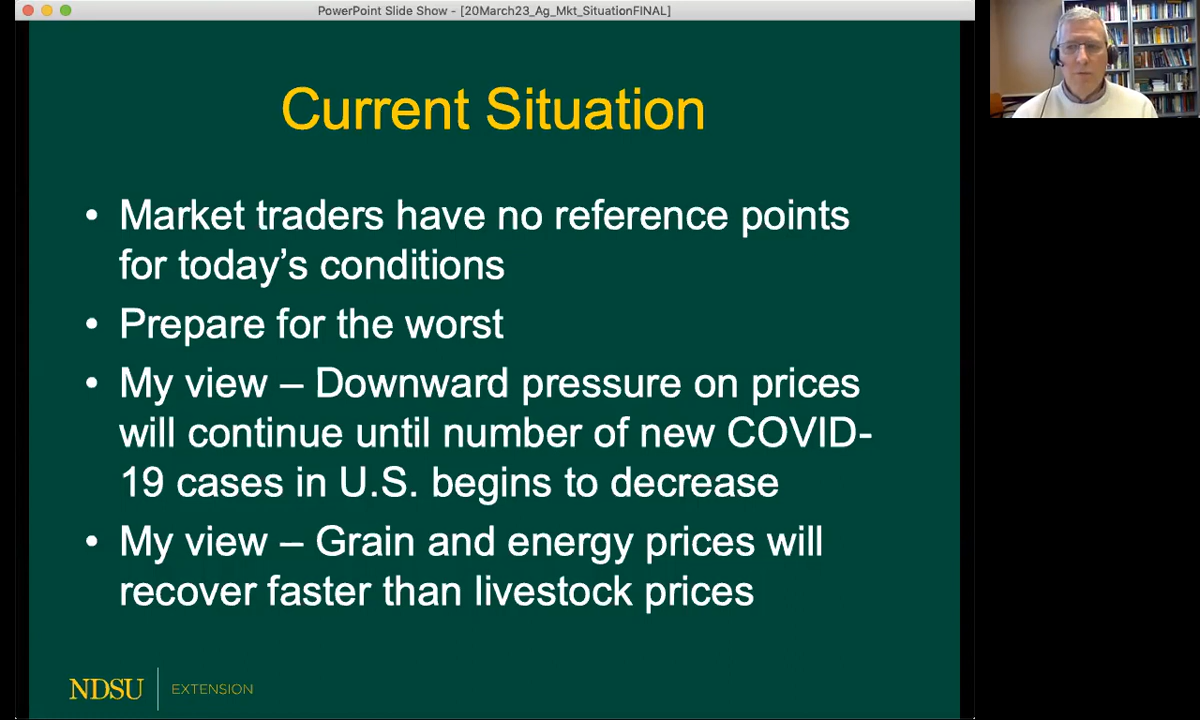 PowerPoint Slide Show - [20March23_Ag_Mkt_SituationFINAL]
Current Situation
• Market traders have no reference points
for today’s conditions
• Prepare for the worst
• My view – Downward pressure on prices
will continue until number of new COVID-
19 cases in U.S. begins to decrease
• My view – Grain and energy prices will
recover faster than livestock prices
NDSU EXTENSION